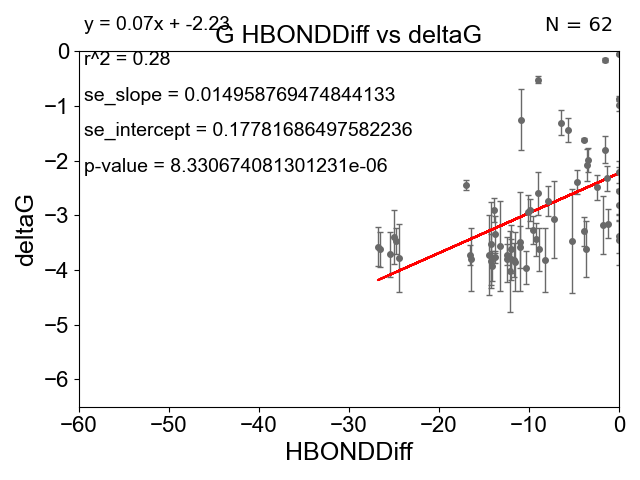 y = 0.07x + -2.23
N = 62
G HBONDDiff vs deltaG
r^2 = 0.28
se_slope = 0.014958769474844133
se_intercept = 0.17781686497582236
p-value = 8.330674081301231e-06
deltaG
0
−1
−2
−3
−4
−5
−6
−60 −50 −40 −30 −20 −10 0
HBONDDiff